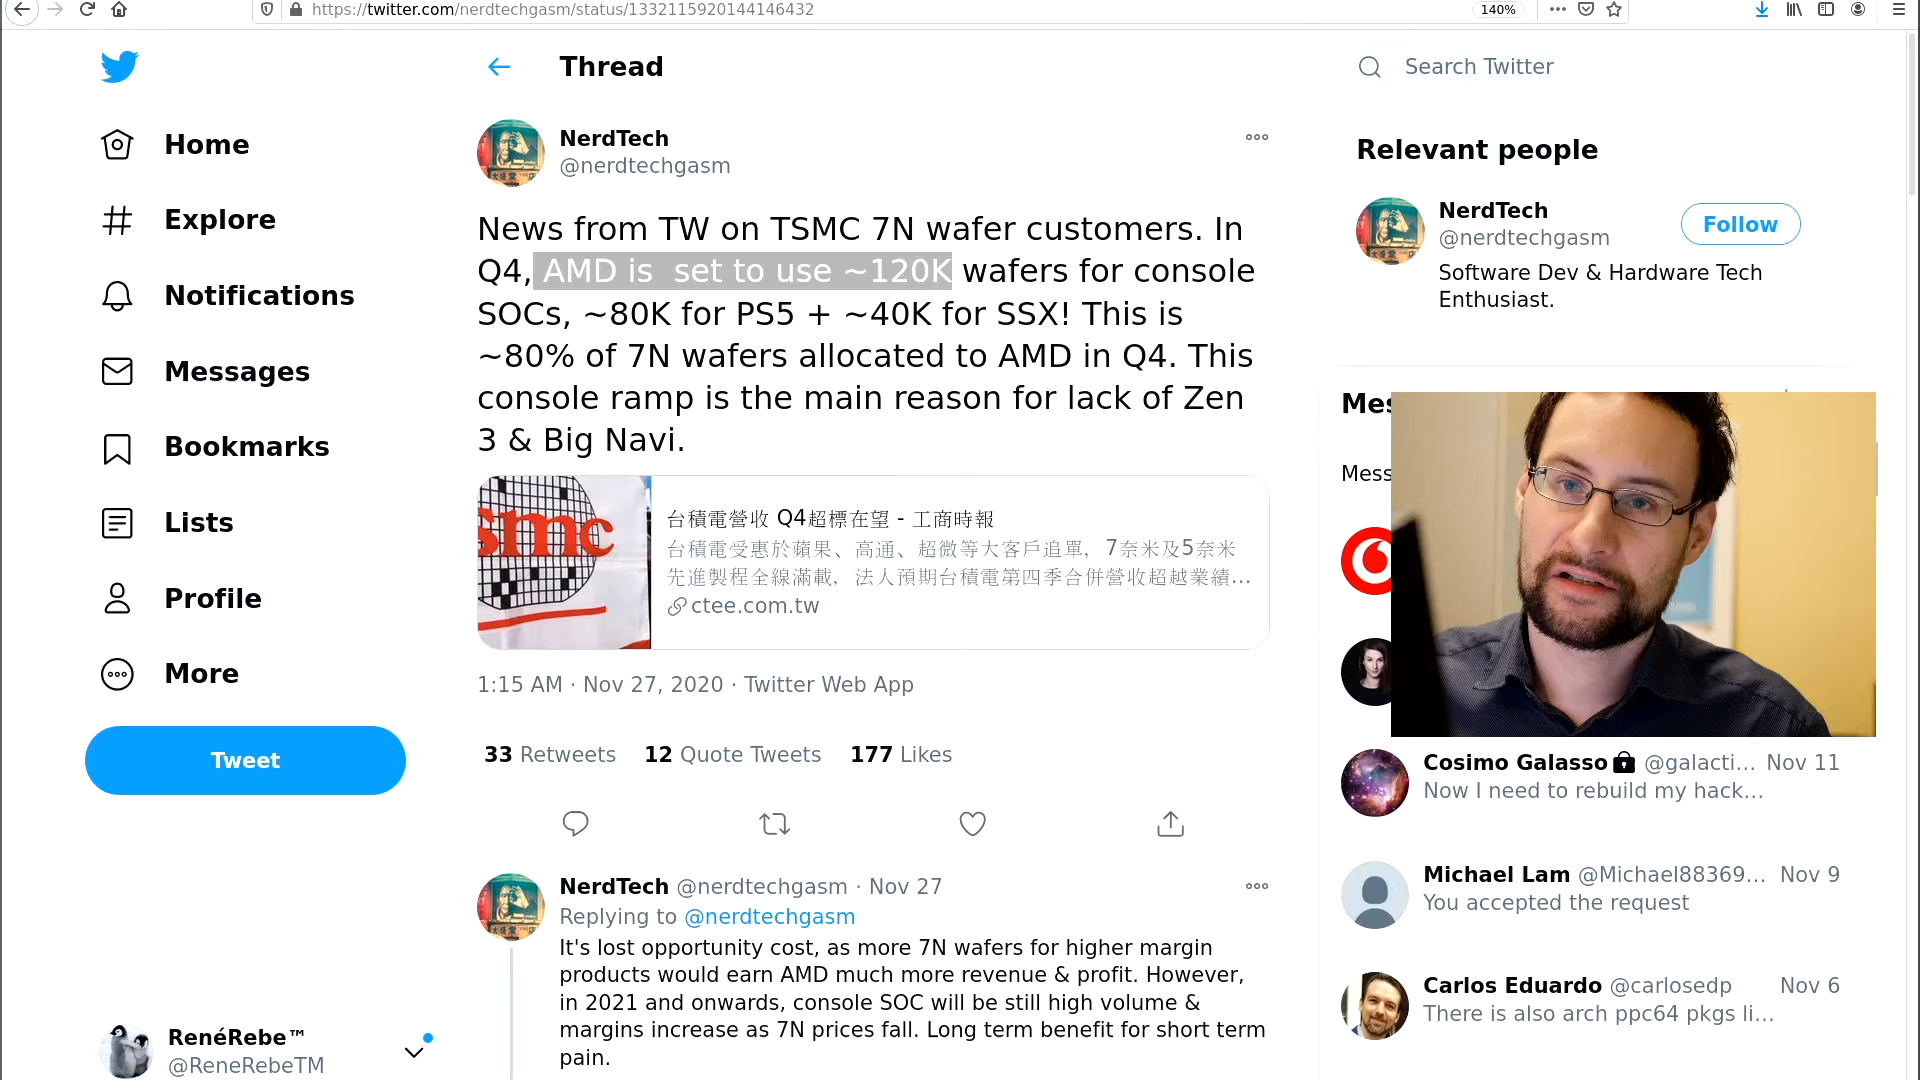 https://twitter.com/nerdtechgasm/status/1332115920144146432
140%
Thread
Search Twitter
Home
Explore
Notifications
Messages
Bookmarks
Lists
Profile
More
Tweet
RenéRebe™
@ReneRebeTM
NerdTech
@nerdtechgasm
News from TW on TSMC 7N wafer customers. In
Q4, AMD is  set to use ~120K wafers for console
SOCs, ~80K for PS5 + ~40K for SSX! This is
~80% of 7N wafers allocated to AMD in Q4. This
console ramp is the main reason for lack of Zen
3 & Big Navi.
smc
台積電營收 Q4超標在望 - 工商時報
台積電受惠於蘋果、高通、超微等大客戶追單，7奈米及5奈米
先進製程全線滿載，法人預期台積電第四季合併營收超越業績...
ctee.com.tw
1:15 AM · Nov 27, 2020 · Twitter Web App
33 Retweets 12 Quote Tweets 177 Likes
NerdTech @nerdtechgasm · Nov 27
Replying to @nerdtechgasm
It's lost opportunity cost, as more 7N wafers for higher margin
products would earn AMD much more revenue & profit. However,
in 2021 and onwards, console SOC will be still high volume &
margins increase as 7N prices fall. Long term benefit for short term
pain.
Relevant people
NerdTech
@nerdtechgasm
Follow
Software Dev & Hardware Tech
Enthusiast.
Mes
Mess
Cosimo Galasso @galacti... Nov 11
Now I need to rebuild my hack...
Michael Lam @Michael88369... Nov 9
You accepted the request
Carlos Eduardo @carlosedp Nov 6
There is also arch ppc64 pkgs li...